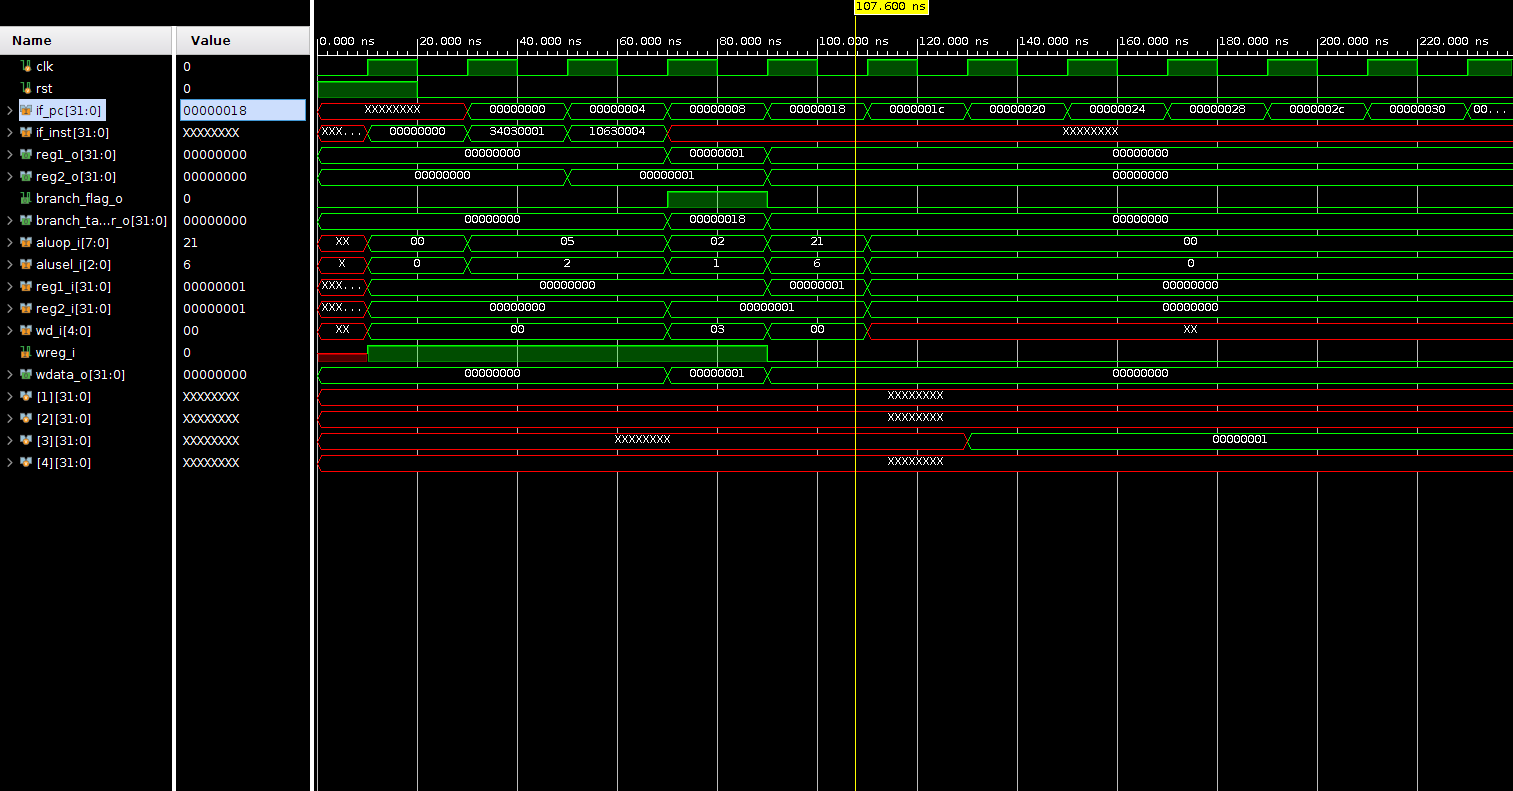 107.600 ns
Name Value 0.000 ns 20.000 ns 40.000 ns 60.000 ns 80.000 ns 100.000 ns 120.000 ns 140.000 ns 160.000 ns 180.000 ns 200.000 ns 220.000 ns
clk 0
rst 0
if_pc[31:0] 00000018 XXXXXXXX 00000000 00000004 00000008 00000018 0000001c 00000020 00000024 00000028 0000002c 00000030 00...
if_inst[31:0] XXXXXXXX XXX... 00000000 34030001 10630004 XXXXXXXX
reg1_o[31:0] 00000000 00000000 00000001 00000000
reg2_o[31:0] 00000000 00000000 00000001 00000000
branch_flag_o 0
branch_ta...r_o[31:0] 00000000 00000000 00000018 00000000
aluop_i[7:0] 21 XX 00 05 02 21 00
alusel_i[2:0] 6 X 0 2 1 6 0
reg1_i[31:0] 00000001 XXX... 00000000 00000001 00000000
reg2_i[31:0] 00000001 XXX... 00000000 00000001 00000000
wd_i[4:0] 00 XX 00 03 00 XX
wreg_i 0
wdata_o[31:0] 00000000 00000000 00000001 00000000
[1][31:0] XXXXXXXX XXXXXXXX
[2][31:0] XXXXXXXX XXXXXXXX
[3][31:0] XXXXXXXX XXXXXXXX 00000001
[4][31:0] XXXXXXXX XXXXXXXX